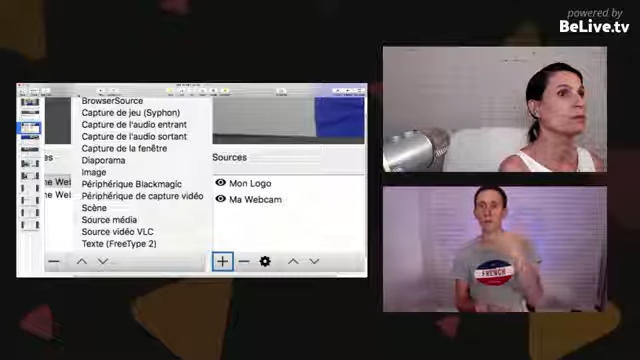 powered by
BeLive.tv
BrowserSource
Capture de jeu (Syphon)
Capture de l'audio entrant
Capture de l'audio sortant
Capture de la fenêtre
Diaporama
Image
Périphérique Blackmagic
Périphérique de capture vidéo
Scène
Source média
Source vidéo VLC
Texte (FreeType 2)
Sources
Mon Logo
Ma Webcam
FRENCH